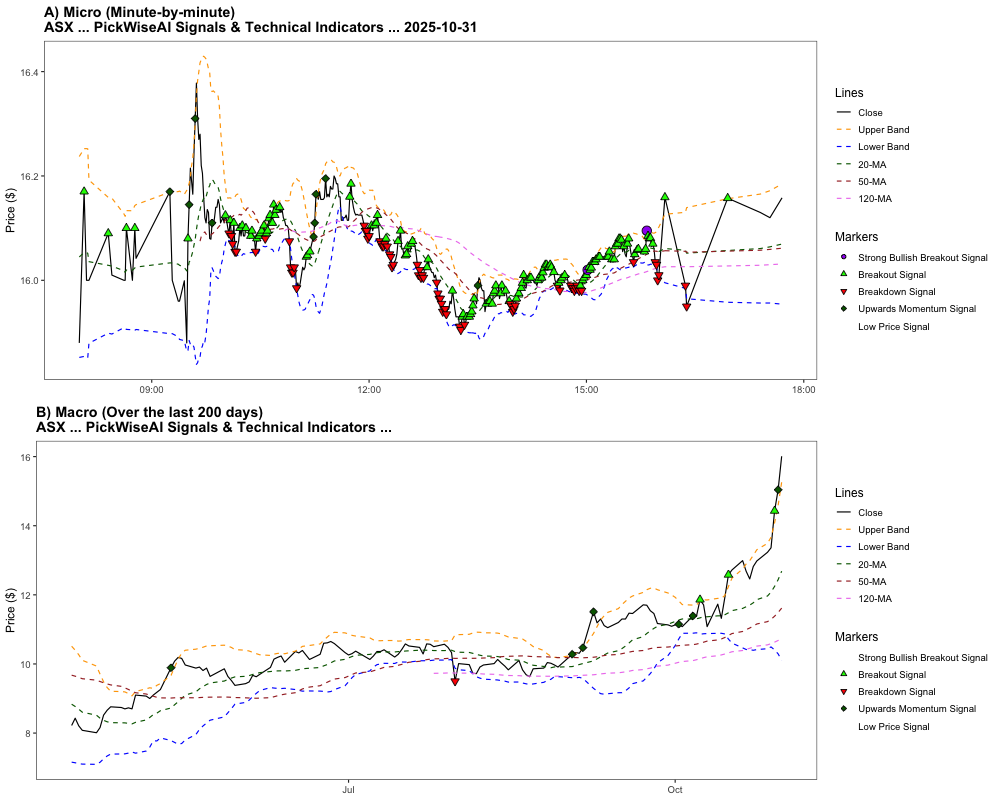 A) Micro (Minute-by-minute)
ASX ... PickWiseAI Signals & Technical Indicators ... 2025-10-31
Price ($)
16.4
16.2
16.0
09:00
12:00
15:00
18:00
Lines
Close
Upper Band
Lower Band
20-MA
50-MA
120-MA
Markers
Strong Bullish Breakout Signal
Breakout Signal
Breakdown Signal
Upwards Momentum Signal
Low Price Signal
B) Macro (Over the last 200 days)
ASX ... PickWiseAI Signals & Technical Indicators ...
Price ($)
16
14
12
10
8
Jul
Oct
Lines
Close
Upper Band
Lower Band
20-MA
50-MA
120-MA
Markers
Strong Bullish Breakout Signal
Breakout Signal
Breakdown Signal
Upwards Momentum Signal
Low Price Signal